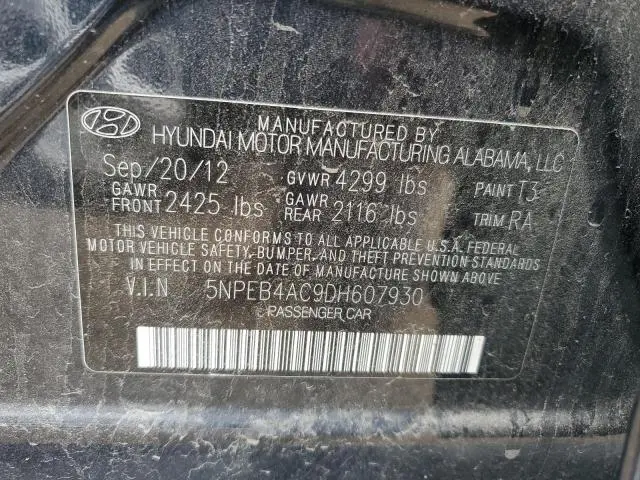 MANUFACTURED BY
HYUNDAI MOTOR MANUFACTURING ALABAMA, LLC
Sep/20/12 GVWR 4299 lbs PAINT T3
GAWR FRONT 2425 lbs GAWR REAR 2116 lbs TRIM RA
THIS VEHICLE CONFORMS TO ALL APPLICABLE U.S.A. FEDERAL
MOTOR VEHICLE SAFETY, BUMPER, AND THEFT PREVENTION STANDARDS
IN EFFECT ON THE DATE OF MANUFACTURE SHOWN ABOVE
V.I.N 5NPEB4AC9DH607930
PASSENGER CAR